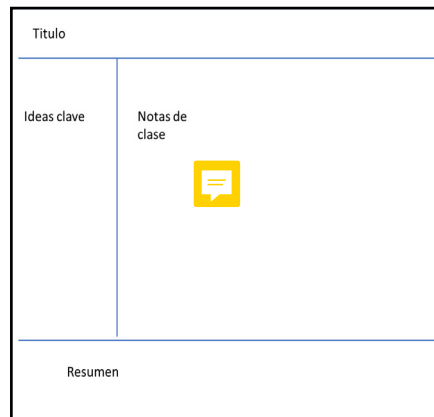 Titulo
Ideas clave
Notas de
clase
Resumen